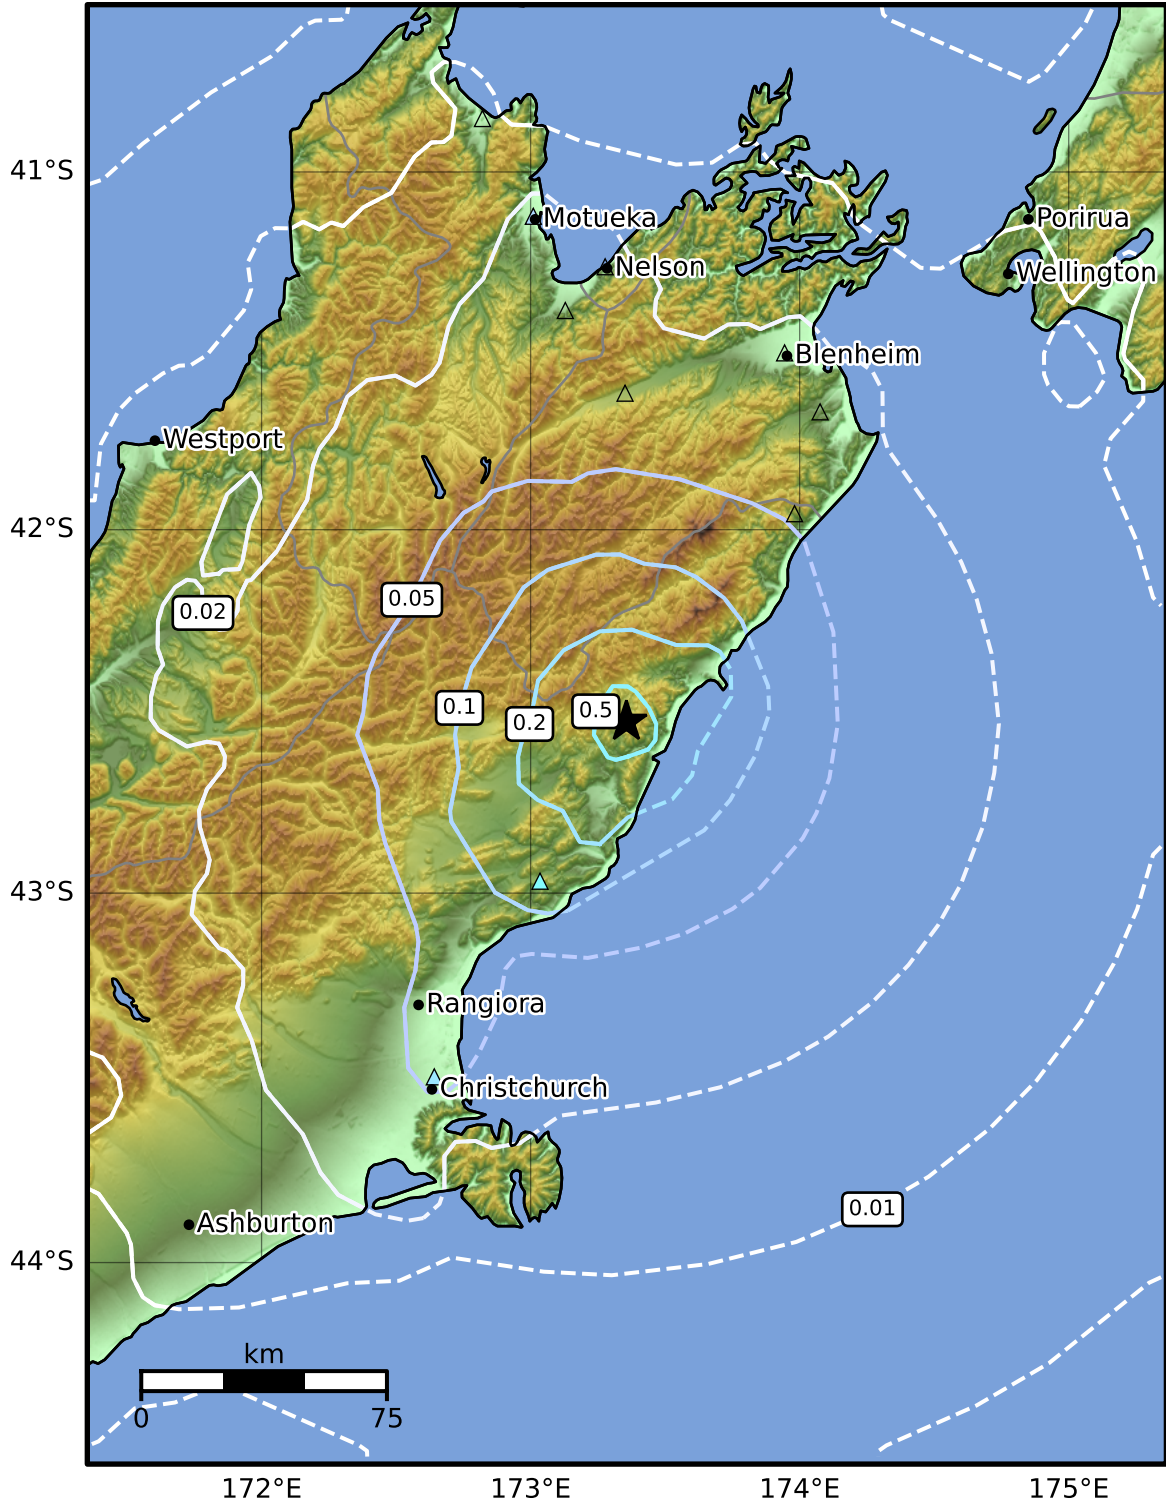 41°S
Motueka
Porirua
Nelson
Wellington
Blenheim
Westport
42°S
0.05
0.02
0.1
0.5
0.2
43°S
Rangiora
Christchurch
0.01
Ashburton
44°S
km
0
75
172°E
173°E
174°E
175°E